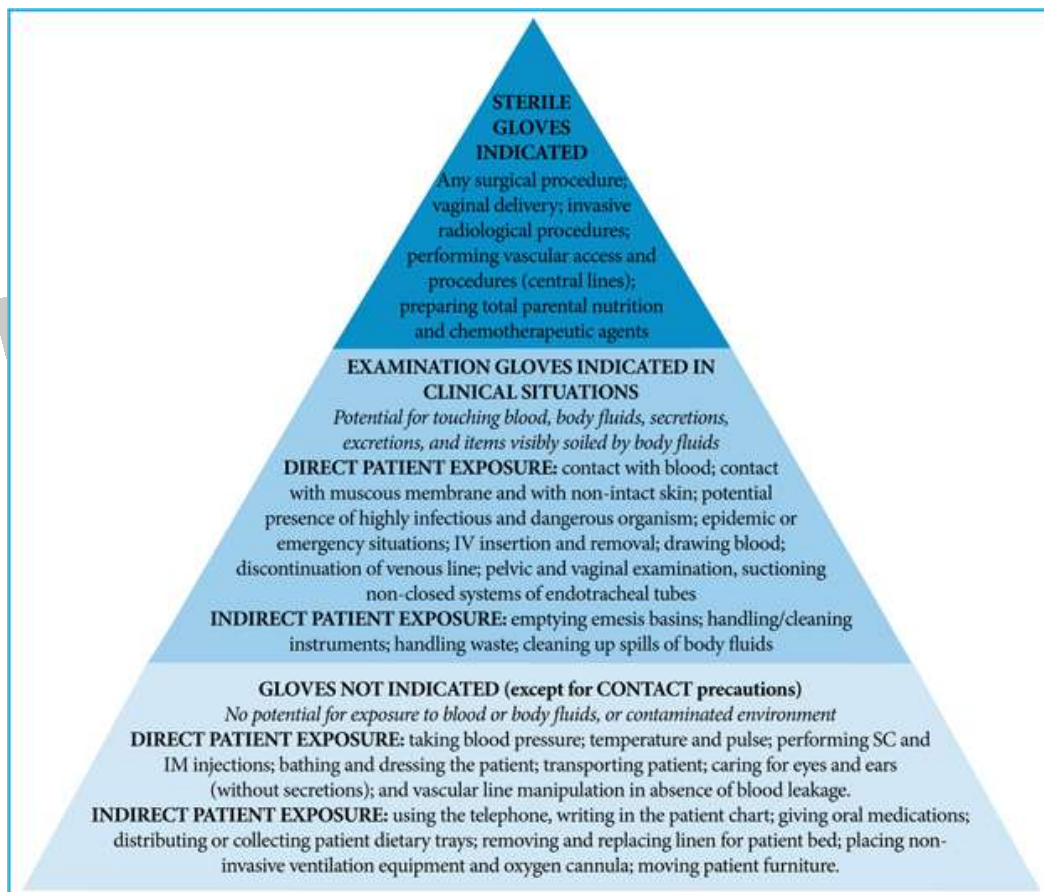 STERILE
GLOVES
INDICATED
Any surgical procedure;
vaginal delivery; invasive
radiological procedures;
performing vascular access and
procedures (central lines);
preparing total parental nutrition
and chemotherapeutic agents
EXAMINATION GLOVES INDICATED IN
CLINICAL SITUATIONS
Potential for touching blood, body fluids, secretions,
excretions, and items visibly soiled by body fluids
DIRECT PATIENT EXPOSURE: contact with blood; contact
with muscous membrane and with non-intact skin; potential
presence of highly infectious and dangerous organism; epidemic or
emergency situations; IV insertion and removal; drawing blood;
discontinuation of venous line; pelvic and vaginal examination, suctioning
non-closed systems of endotracheal tubes
INDIRECT PATIENT EXPOSURE: emptying emesis basins; handling/cleaning
instruments; handling waste; cleaning up spills of body fluids
GLOVES NOT INDICATED (except for CONTACT precautions)
No potential for exposure to blood or body fluids, or contaminated environment
DIRECT PATIENT EXPOSURE: taking blood pressure; temperature and pulse; performing SC and
IM injections; bathing and dressing the patient; transporting patient; caring for eyes and ears
(without secretions); and vascular line manipulation in absence of blood leakage.
INDIRECT PATIENT EXPOSURE: using the telephone, writing in the patient chart; giving oral medications;
distributing or collecting patient dietary trays; removing and replacing linen for patient bed; placing non-
invasive ventilation equipment and oxygen cannula; moving patient furniture.